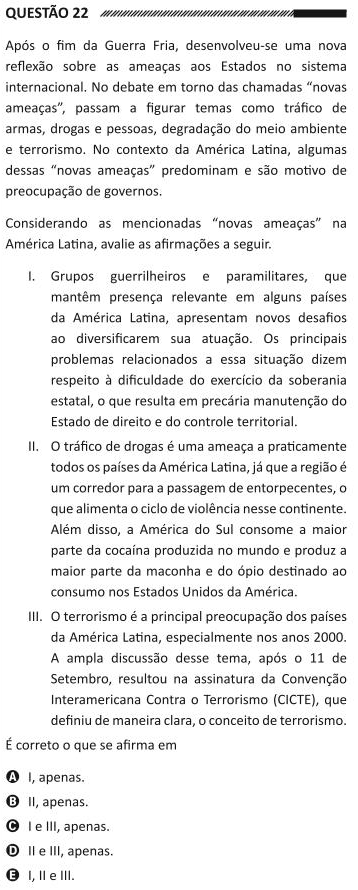 QUESTÃO 22
Após o fim da Guerra Fria, desenvolveu-se uma nova
reflexão sobre as ameaças aos Estados no sistema
internacional. No debate em torno das chamadas “novas
ameaças”, passam a figurar temas como tráfico de
armas, drogas e pessoas, degradação do meio ambiente
e terrorismo. No contexto da América Latina, algumas
dessas “novas ameaças” predominam e são motivo de
preocupação de governos.
Considerando as mencionadas “novas ameaças” na
América Latina, avalie as afirmações a seguir.
I. Grupos guerrilheiros e paramilitares, que
mantêm presença relevante em alguns países
da América Latina, apresentam novos desafios
ao diversificarem sua atuação. Os principais
problemas relacionados a essa situação dizem
respeito à dificuldade do exercício da soberania
estatal, o que resulta em precária manutenção do
Estado de direito e do controle territorial.
II. O tráfico de drogas é uma ameaça a praticamente
todos os países da América Latina, já que a região é
um corredor para a passagem de entorpecentes, o
que alimenta o ciclo de violência nesse continente.
Além disso, a América do Sul consome a maior
parte da cocaína produzida no mundo e produz a
maior parte da maconha e do ópio destinado ao
consumo nos Estados Unidos da América.
III. O terrorismo é a principal preocupação dos países
da América Latina, especialmente nos anos 2000.
A ampla discussão desse tema, após o 11 de
Setembro, resultou na assinatura da Convenção
Interamericana Contra o Terrorismo (CICTE), que
definiu de maneira clara, o conceito de terrorismo.
É correto o que se afirma em
A I, apenas.
B II, apenas.
C I e III, apenas.
D II e III, apenas.
E I, II e III.